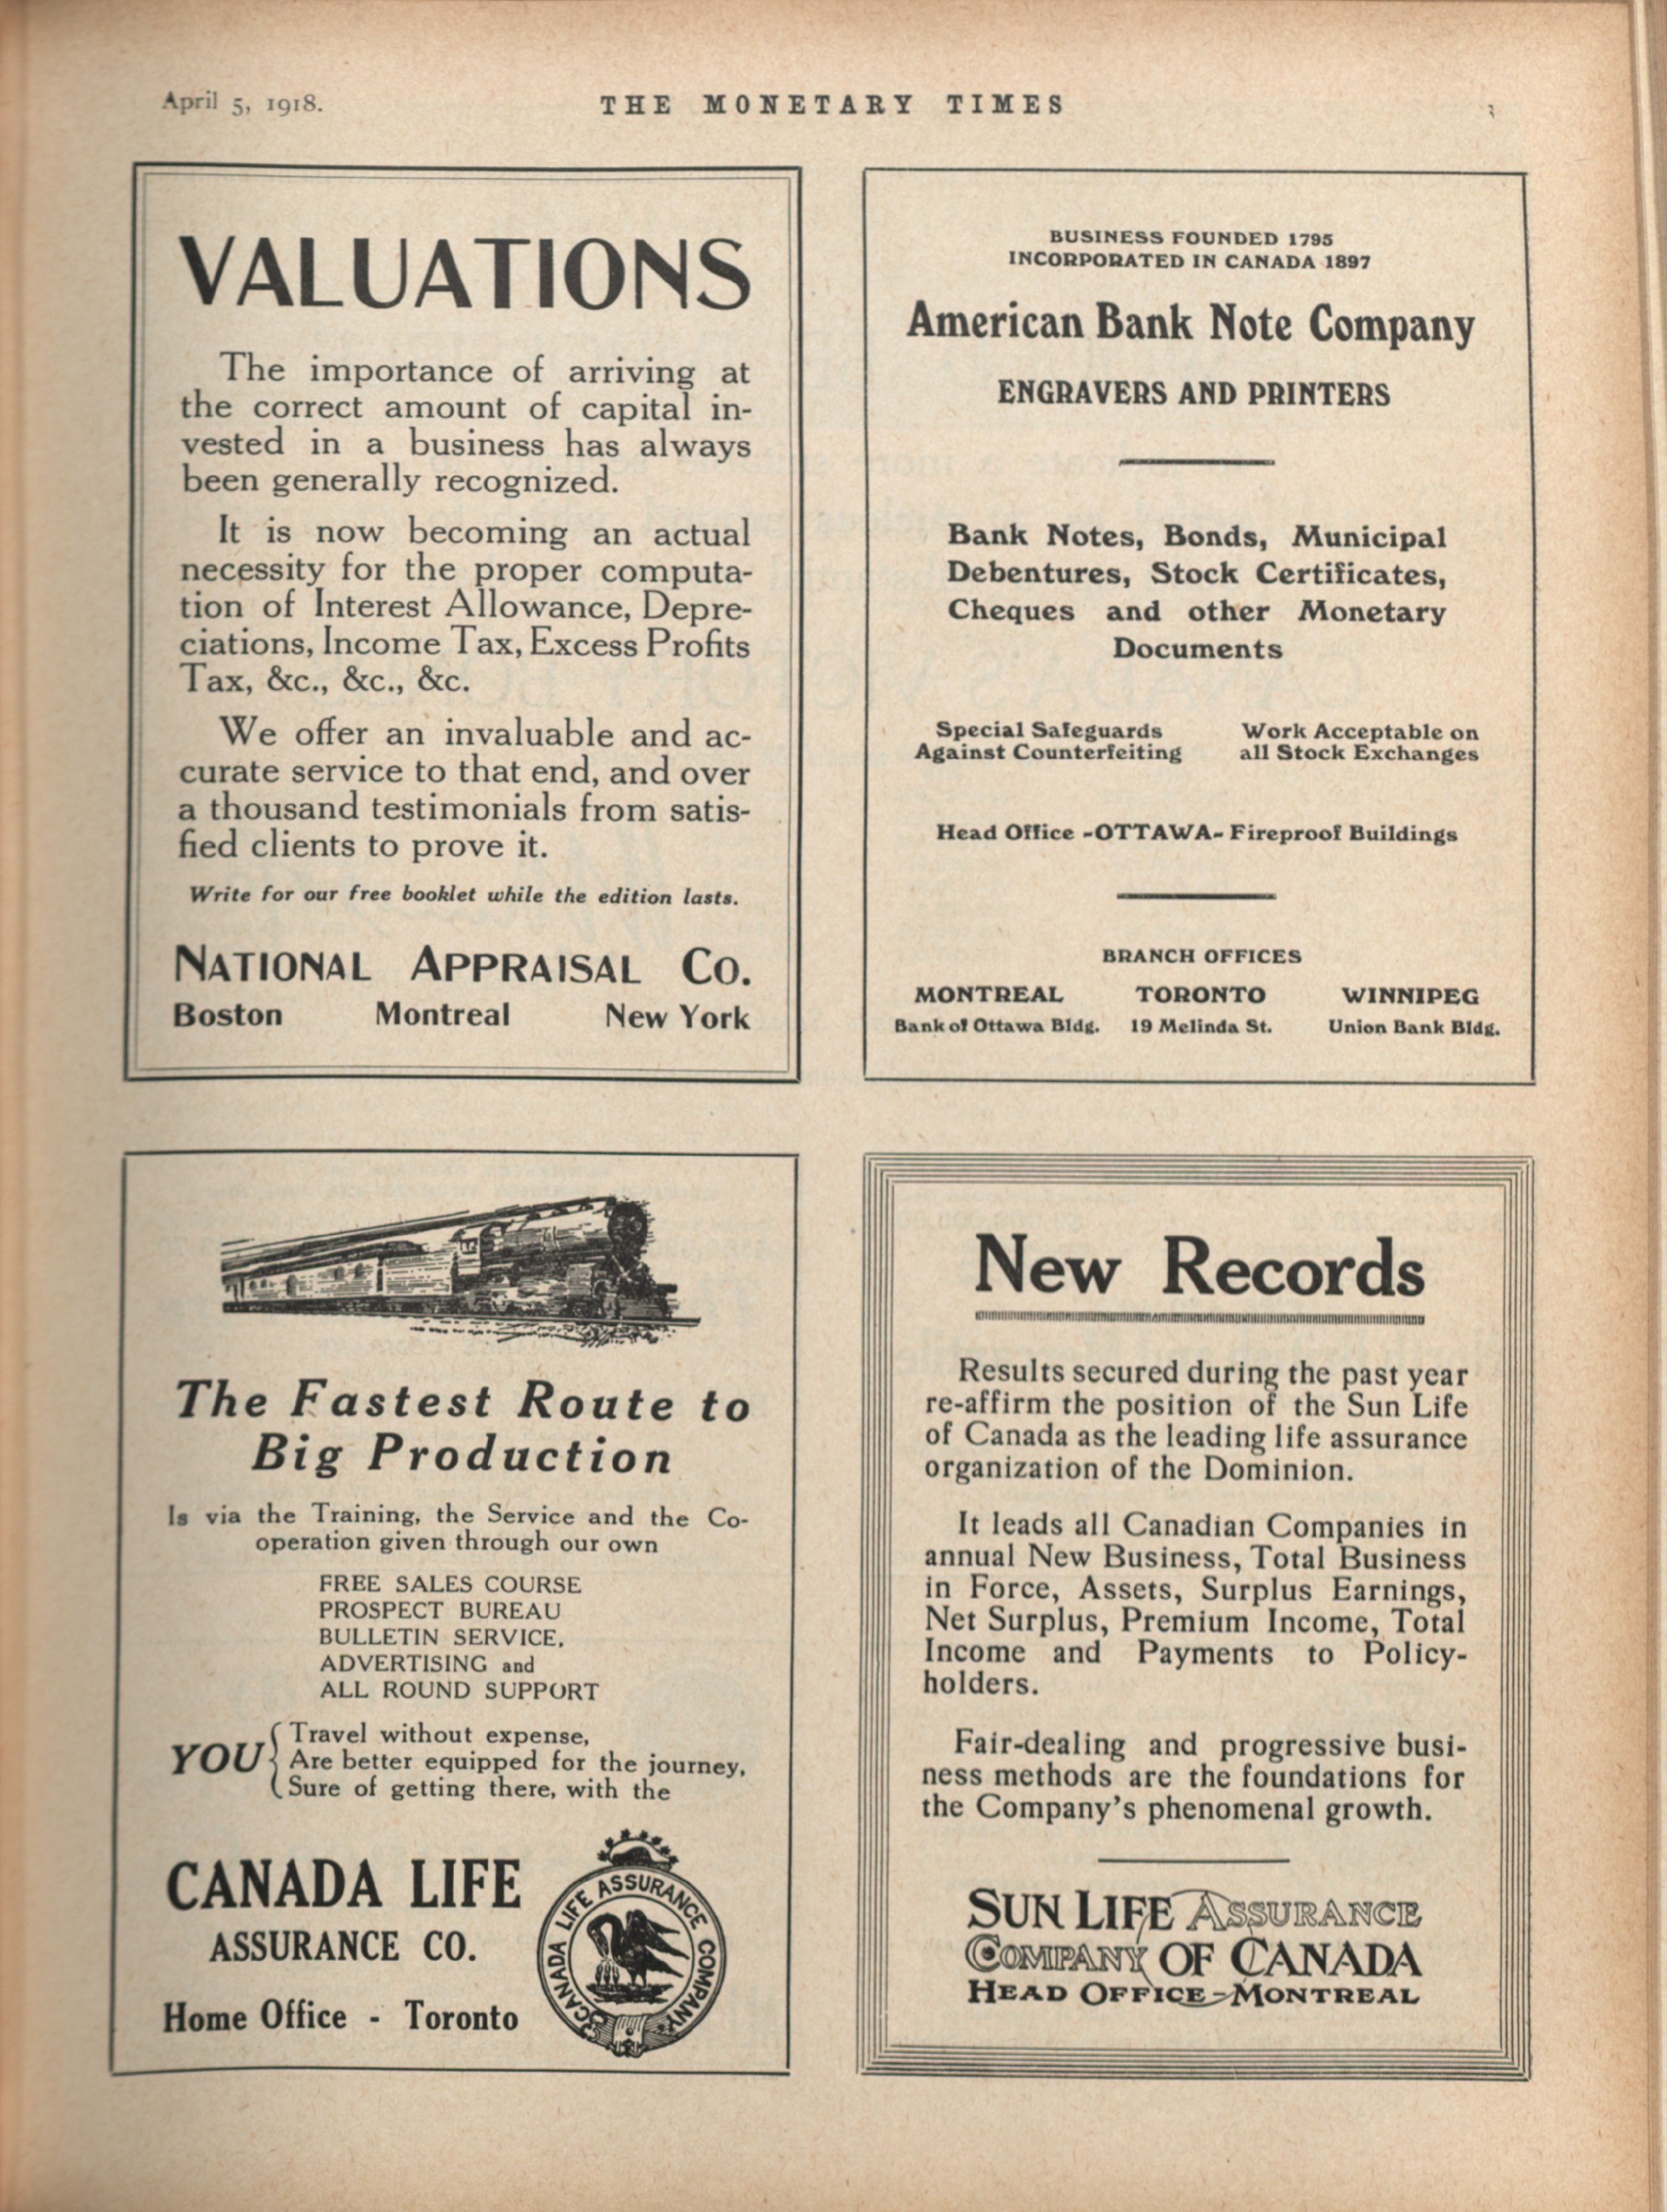 April 5, 1918.
THE MONETARY TIMES
3
VALUATIONS
The importance of arriving at
the correct amount of capital in-
vested in a business has always
been generally recognized.
It is now becoming an actual
necessity for the proper computa-
tion of Interest Allowance, Depre-
ciations, Income Tax, Excess Profits
Tax, &c., &c., &c.
We offer an invaluable and ac-
curate service to that end, and over
a thousand testimonials from satis-
fied clients to prove it.
Write for our free booklet while the edition lasts.
NATIONAL APPRAISAL CO.
Boston Montreal New York
BUSINESS FOUNDED 1795
INCORPORATED IN CANADA 1897
American Bank Note Company
ENGRAVERS AND PRINTERS
Bank Notes, Bonds, Municipal
Debentures, Stock Certificates,
Cheques and other Monetary
Documents
Special Safeguards
Against Counterfeiting
Work Acceptable on
all Stock Exchanges
Head Office -OTTAWA- Fireproof Buildings
BRANCH OFFICES
MONTREAL TORONTO WINNIPEG
Bank of Ottawa Bldg. 19 Melinda St. Union Bank Bldg.
The Fastest Route to
Big Production
Is via the Training, the Service and the Co-
operation given through our own
FREE SALES COURSE
PROSPECT BUREAU
BULLETIN SERVICE,
ADVERTISING and
ALL ROUND SUPPORT
YOU
Travel without expense,
Are better equipped for the journey,
Sure of getting there, with the
CANADA LIFE
ASSURANCE CO.
Home Office - Toronto
CANADA LIFE ASSURANCE COMPANY
New Records
Results secured during the past year
re-affirm the position of the Sun Life
of Canada as the leading life assurance
organization of the Dominion.
It leads all Canadian Companies in
annual New Business, Total Business
in Force, Assets, Surplus Earnings,
Net Surplus, Premium Income, Total
Income and Payments to Policy-
holders.
Fair-dealing and progressive busi-
ness methods are the foundations for
the Company's phenomenal growth.
SUN LIFE ASSURANCE
COMPANY OF CANADA
HEAD OFFICE-MONTREAL